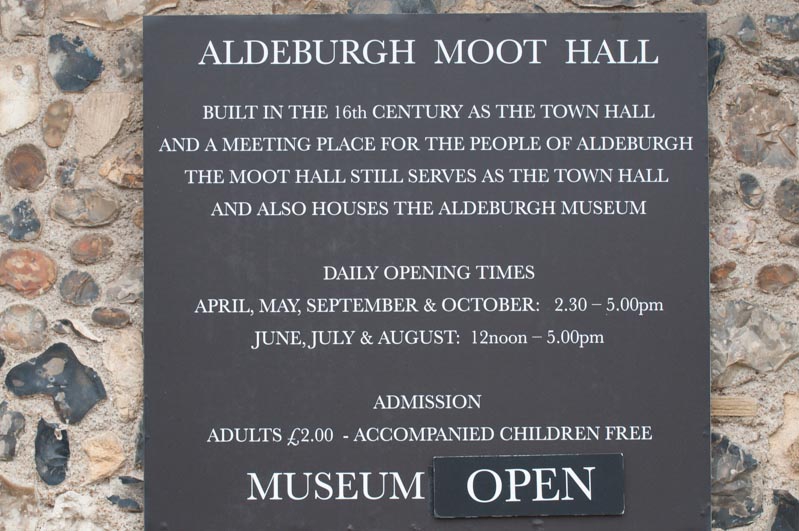 ALDEBURGH MOOT HALL
BUILT IN THE 16th CENTURY AS THE TOWN HALL
AND A MEETING PLACE FOR THE PEOPLE OF ALDEBURGH
THE MOOT HALL STILL SERVES AS THE TOWN HALL
AND ALSO HOUSES THE ALDEBURGH MUSEUM
DAILY OPENING TIMES
APRIL, MAY, SEPTEMBER & OCTOBER: 2.30 – 5.00pm
JUNE, JULY & AUGUST: 12noon – 5.00pm
ADMISSION
ADULTS £2.00 - ACCOMPANIED CHILDREN FREE
MUSEUM OPEN